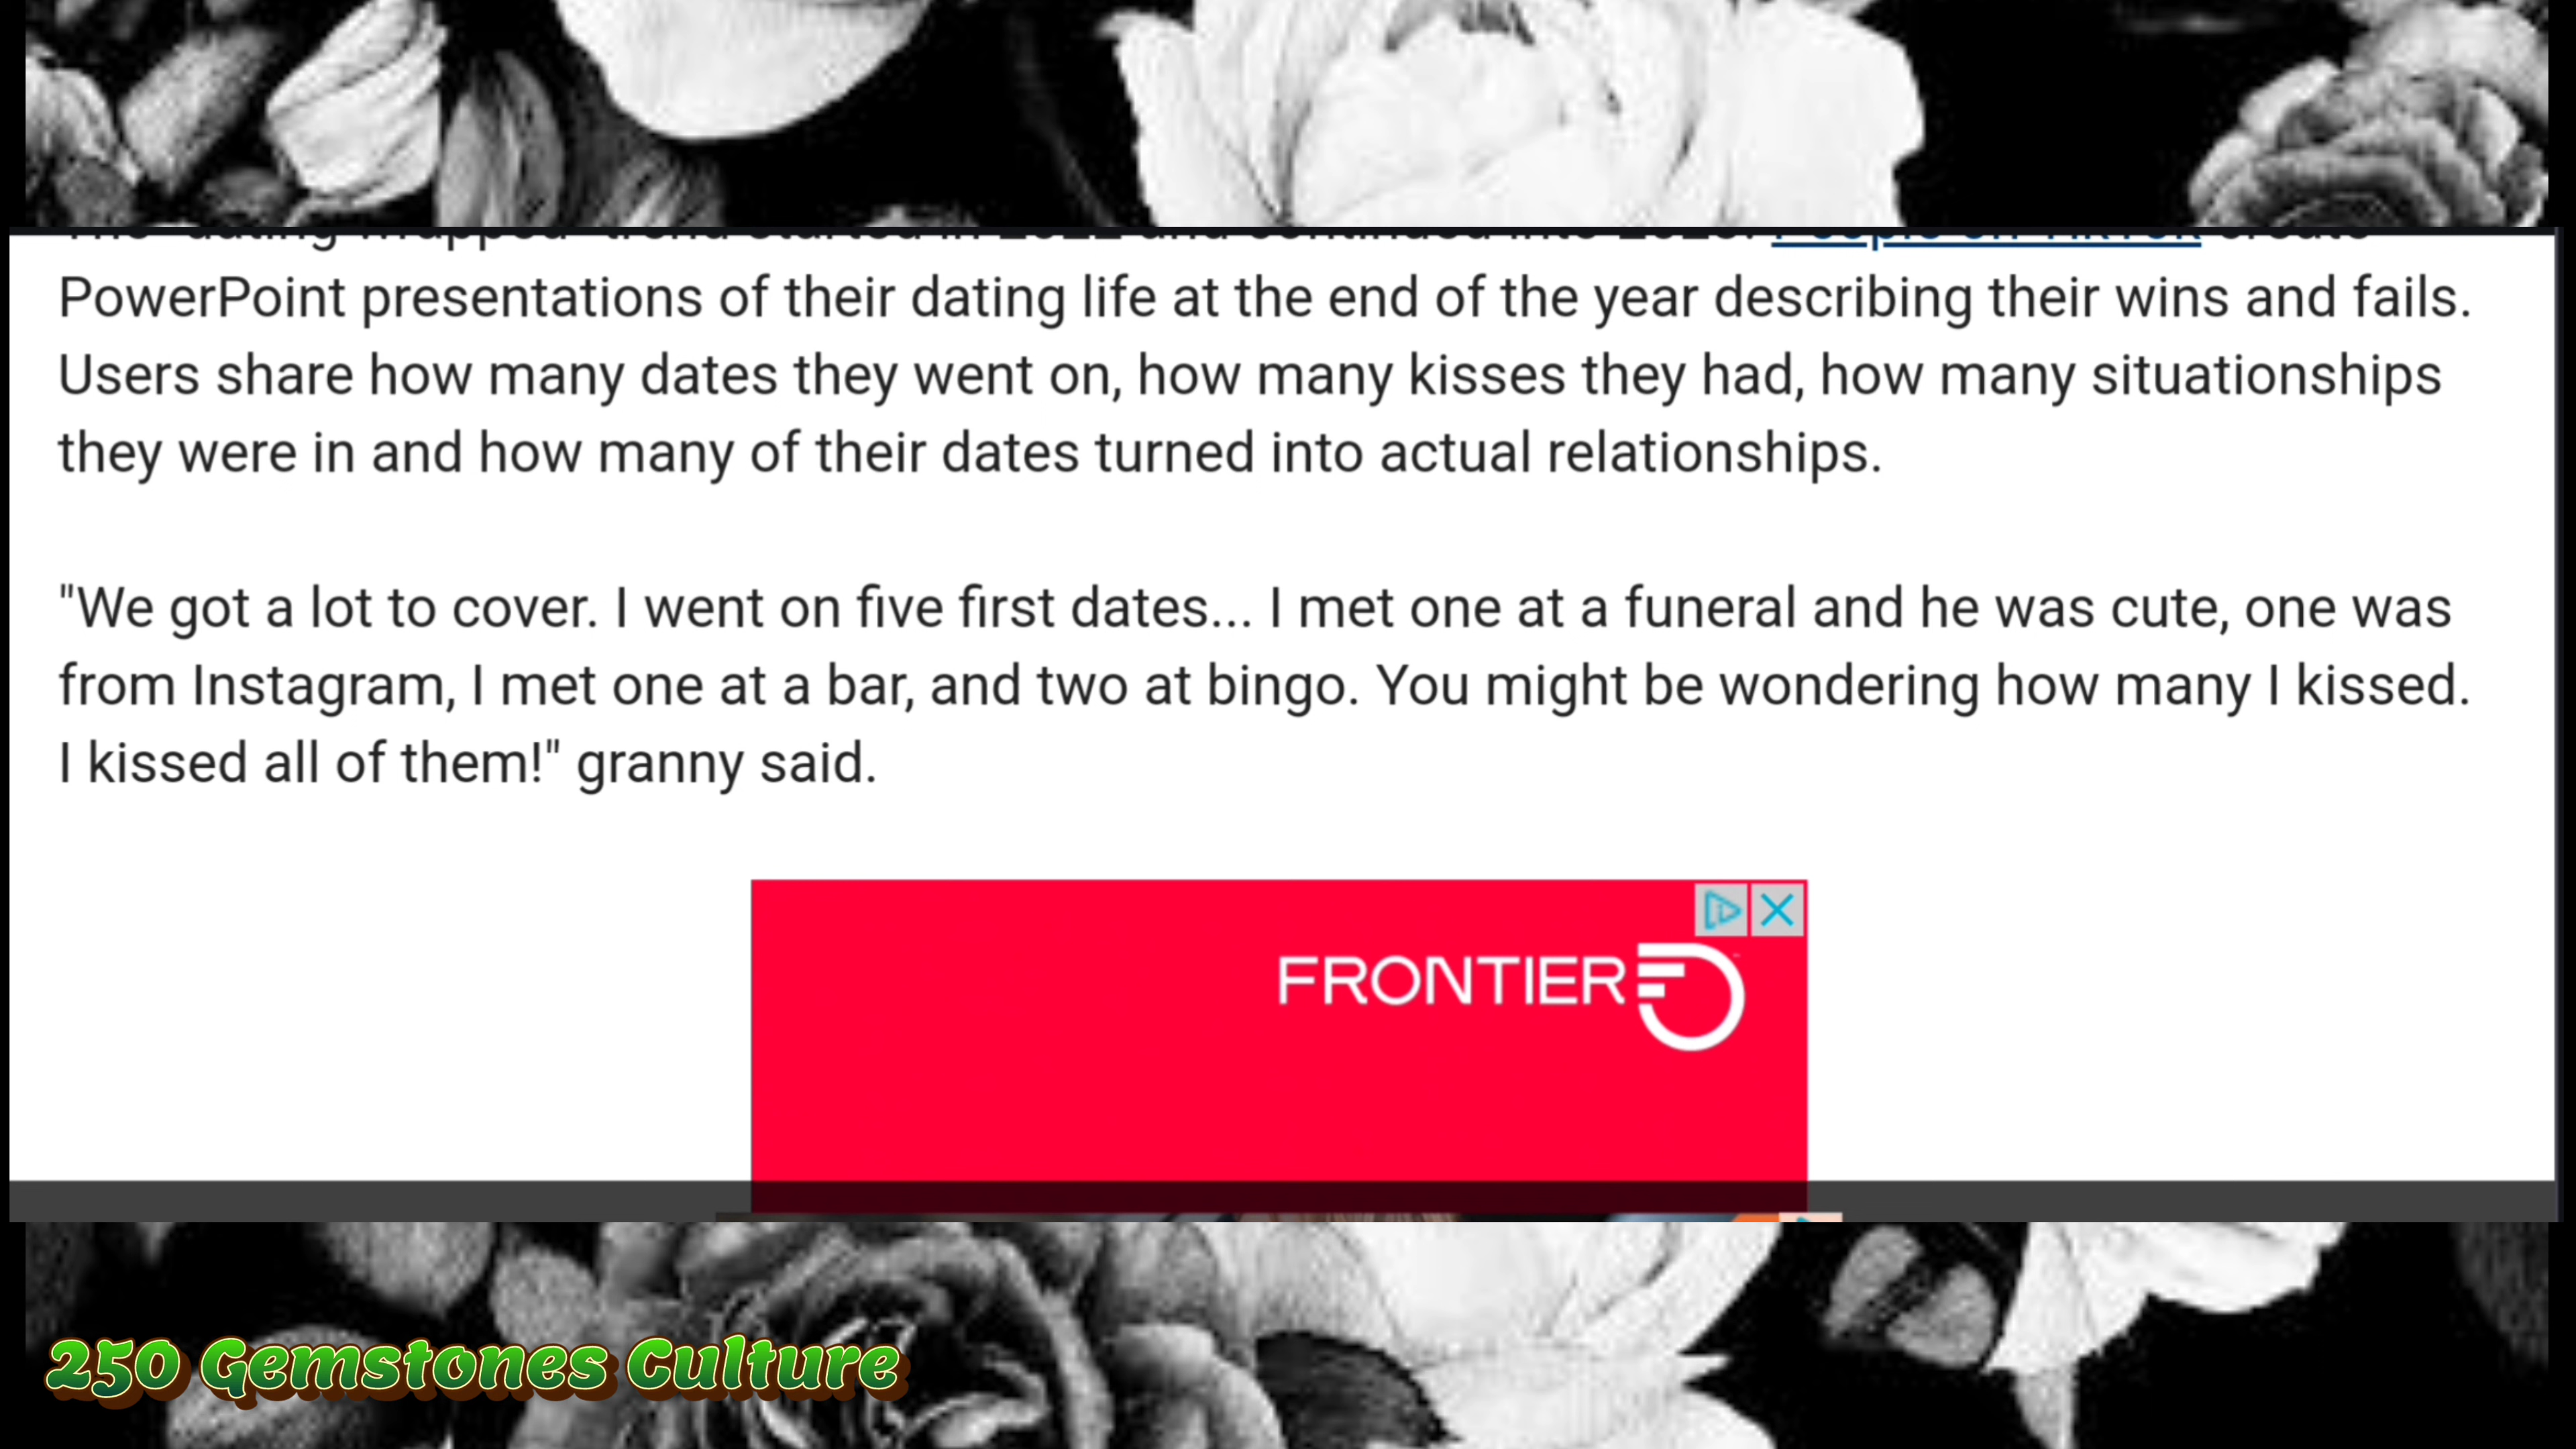 PowerPoint presentations of their dating life at the end of the year describing their wins and fails.
Users share how many dates they went on, how many kisses they had, how many situationships
they were in and how many of their dates turned into actual relationships.
"We got a lot to cover. I went on five first dates... I met one at a funeral and he was cute, one was
from Instagram, I met one at a bar, and two at bingo. You might be wondering how many I kissed.
I kissed all of them!" granny said.
FRONTIER
250 Gemstones Culture